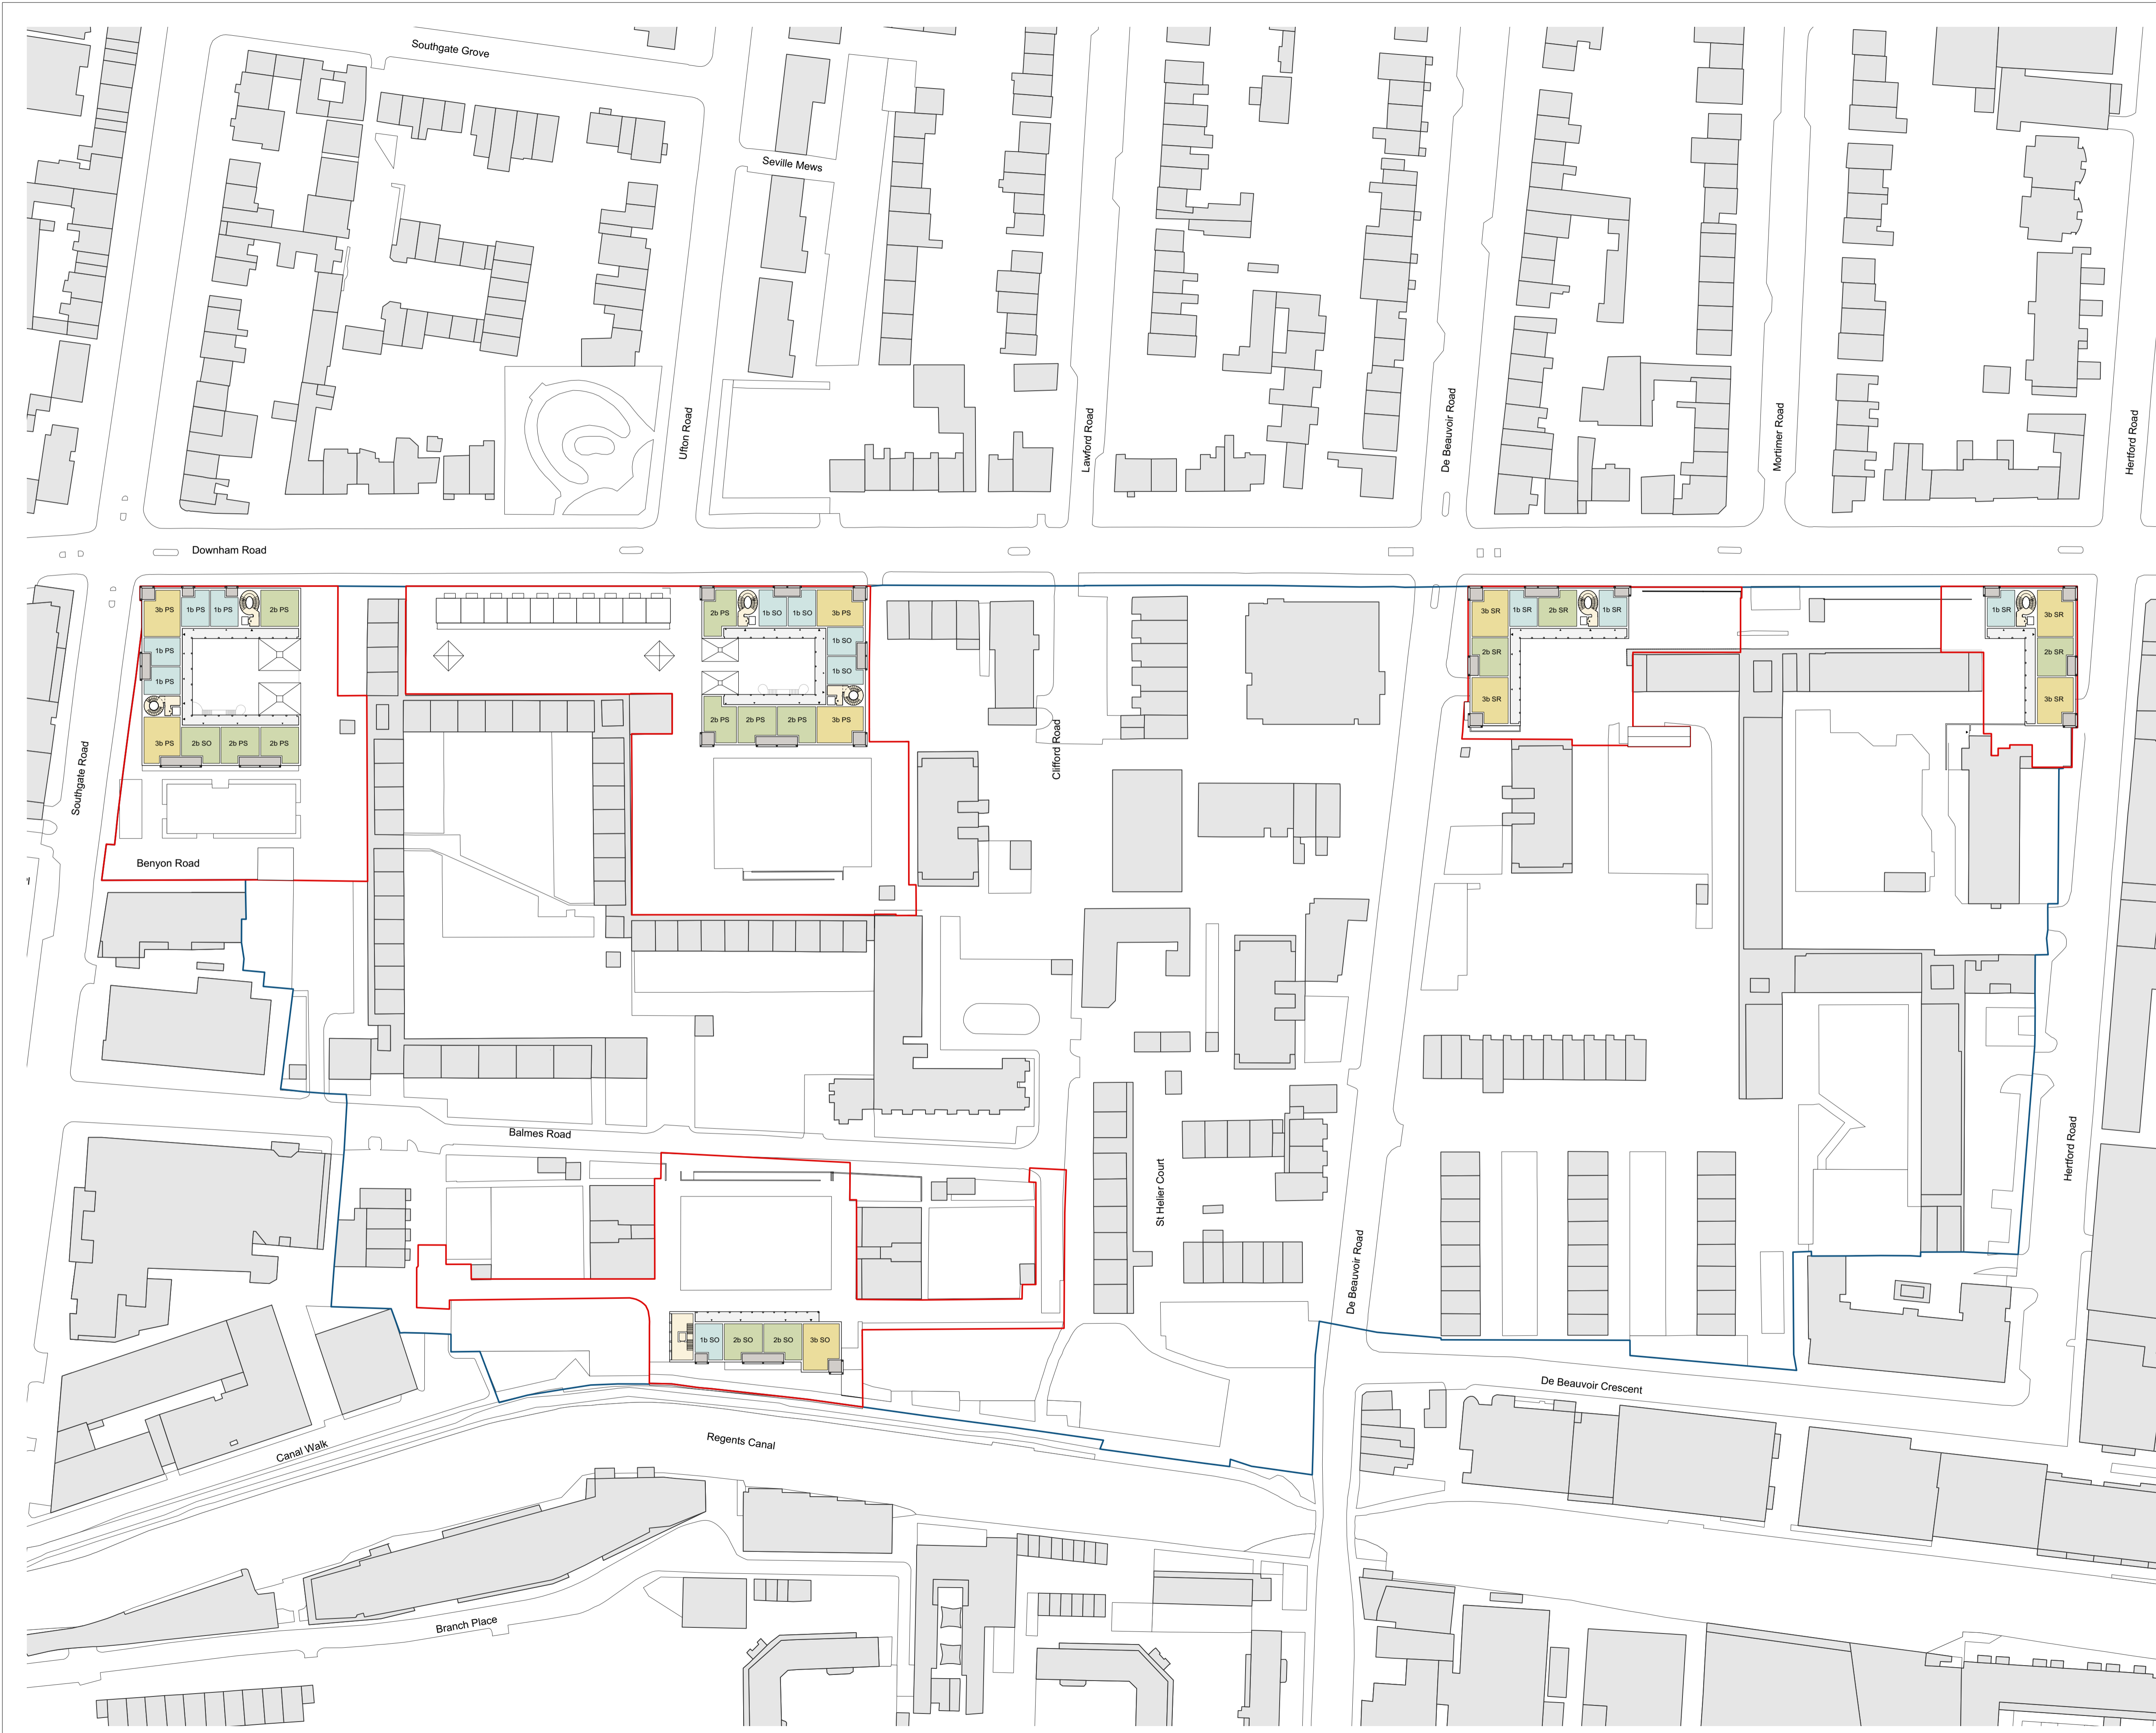 Southgate Grove
Seville Mews
Ufton Road
Lawford Road
De Beauvoir Road
Mortimer Road
Hertford Road
Downham Road
3b PS
1b PS
1b PS
2b PS
1b PS
1b PS
3b PS
2b SO
2b PS
2b PS
2b PS
1b SO
1b SO
3b PS
1b SO
1b SO
2b PS
2b PS
2b PS
3b PS
3b SR
1b SR
2b SR
1b SR
2b SR
3b SR
1b SR
3b SR
2b SR
3b SR
Southgate Road
Clifford Road
Benyon Road
Balmes Road
St Helier Court
De Beauvoir Road
Hertford Road
1b SO
2b SO
2b SO
3b SO
De Beauvoir Crescent
Regents Canal
Canal Walk
Branch Place